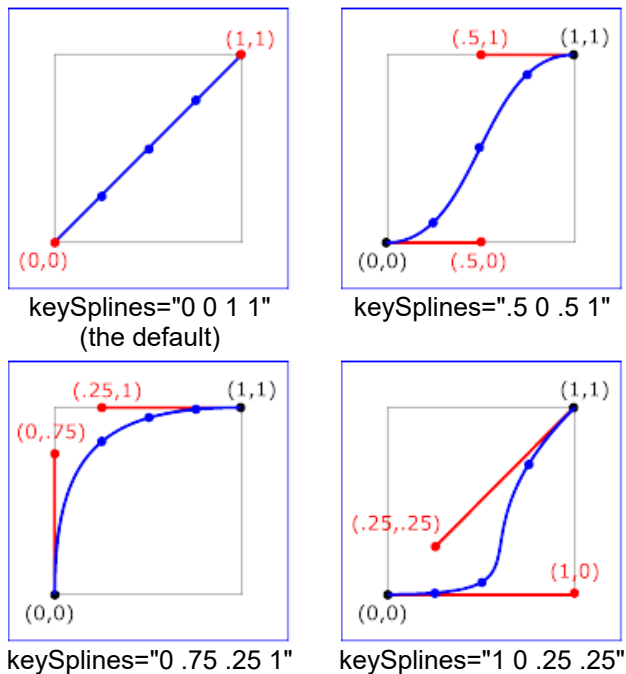 (1,1)
(0,0)
keySplines="0 0 1 1"
(the default)
(.5,1)
(1,1)
(0,0)
(.5,0)
keySplines=".5 0 .5 1"
(.25,1)
(1,1)
(0,.75)
(0,0)
keySplines="0 .75 .25 1"
(1,1)
(.25,.25)
(1,0)
(0,0)
keySplines="1 0 .25 .25"